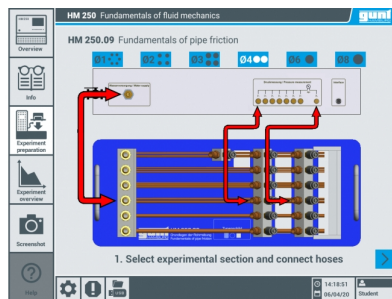 HM 250 Fundamentals of fluid mechanics
gunt
Overview
Info
Experiment preparation
Experiment overview
Screenshot
Help
HM 250.09 Fundamentals of pipe friction
Ø1 Ø2 Ø3 Ø4 Ø6 Ø8
1. Select experimental section and connect hoses
14:18:51
06/04/20
Student